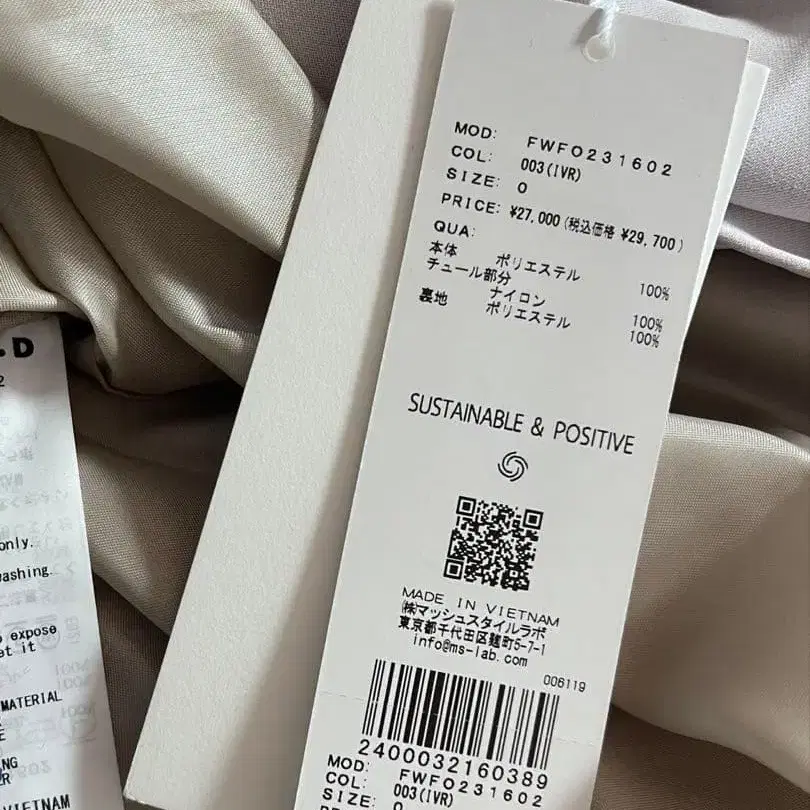 MOD: FWFO231602
COL: 003(IVR)
SIZE: 0
PRICE: ¥27,000(税込価格 ¥29,700)
QUA:
本体 ポリエステル 100%
チュール部分
ナイロン 100%
裏地 ポリエステル 100%
SUSTAINABLE & POSITIVE
MADE IN VIETNAM
㈱マッシュスタイルラボ
東京都千代田区麹町5-7-1
info@ms-lab.com
006119
2400032160389
MOD: FWFO231602
COL: 003(IVR)
SIZE: 0
.D
2
only.
washing.
expose
et it
MATERIAL
E
NG
R
VIETNAM